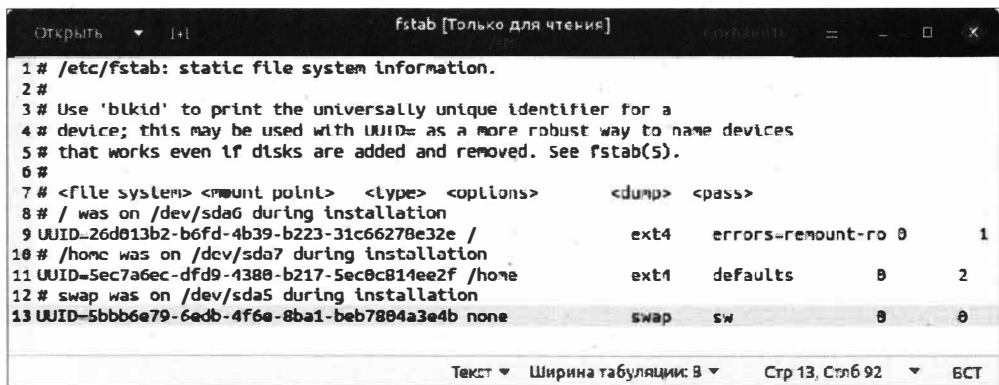 Открыть fstab [Только для чтения] Сохранить
/etc
1 # /etc/fstab: static file system information.
2 #
3 # Use 'blkid' to print the universally unique identifier for a
4 # device; this may be used with UUID= as a more robust way to name devices
5 # that works even if disks are added and removed. See fstab(5).
6 #
7 # <file system> <mount point> <type> <options> <dump> <pass>
8 # / was on /dev/sda6 during installation
9 UUID=26d013b2-b6fd-4b39-b223-31c66278e32e / ext4 errors=remount-ro 0 1
10 # /home was on /dev/sda7 during installation
11 UUID=5ec7a6ec-dfd9-4380-b217-5ec0c814ee2f /home ext4 defaults 0 2
12 # swap was on /dev/sda5 during installation
13 UUID=5bbb6e79-6edb-4f6e-8ba1-beb7804a3e4b none swap sw 0 0
Текст Ширина табуляции: 8 Стр 13, Стлб 92 ВСТ